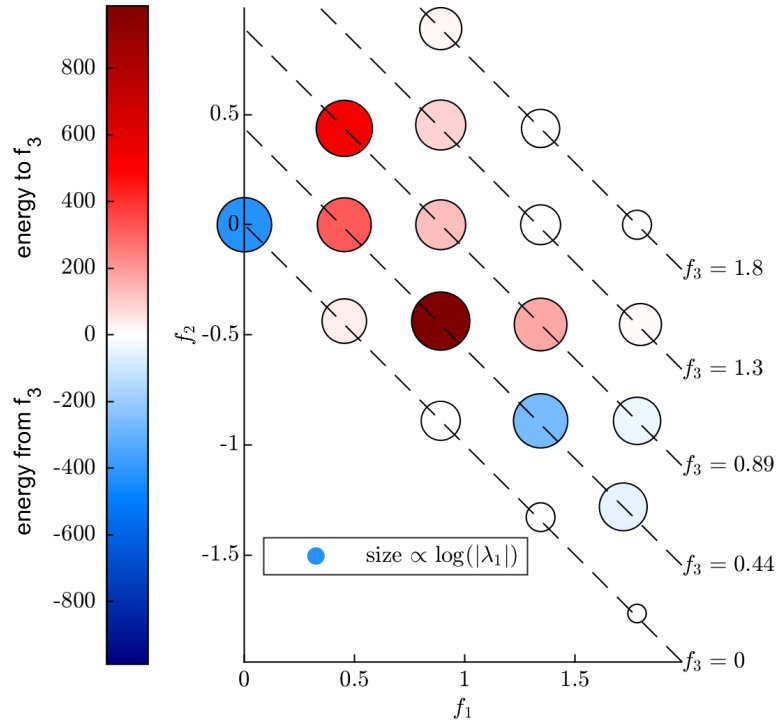 800
600
400
200
0
-200
-400
-600
-800
energy to f₃
energy from f₃
0.5
0
-0.5
-1
-1.5
f₂
0
0.5
1
1.5
f₁
f₃ = 1.8
f₃ = 1.3
f₃ = 0.89
f₃ = 0.44
f₃ = 0
size ∝ log(|λ₁|)